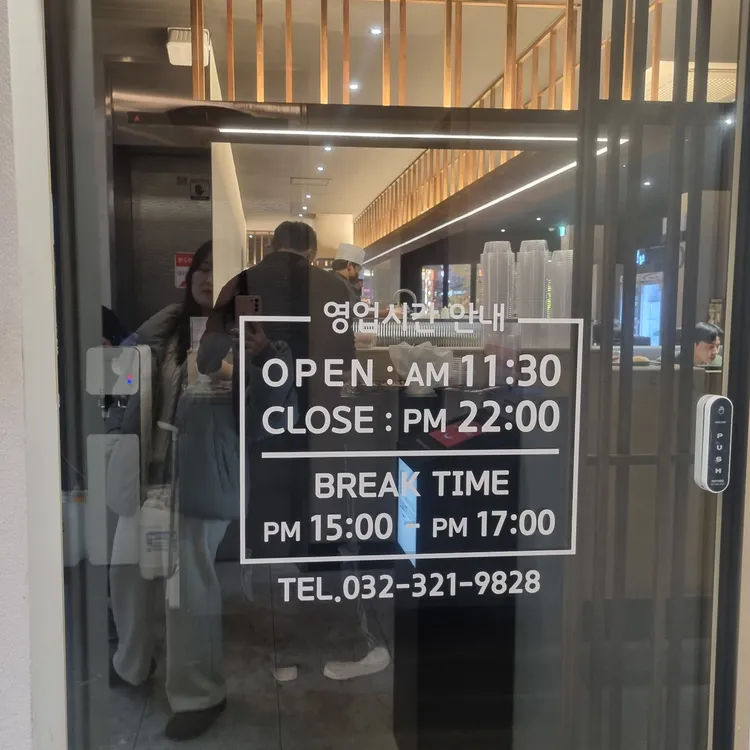 영업시간 안내
OPEN : AM 11:30
CLOSE : PM 22:00
BREAK TIME
PM 15:00 - PM 17:00
TEL.032-321-9828
PUSH